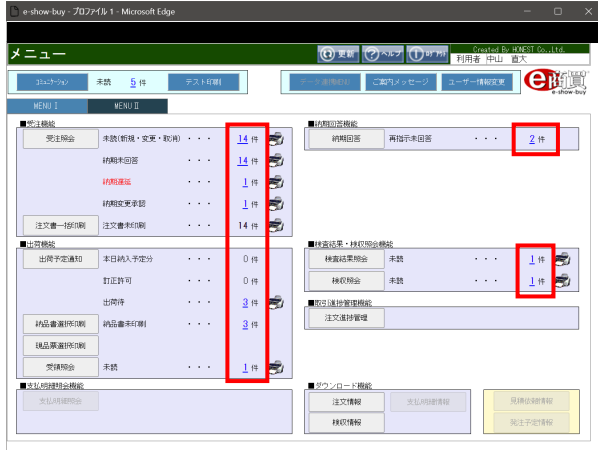 e-show-buy - プロファイル 1 - Microsoft Edge
メニュー
更新
ヘルプ
ﾛｸﾞｱｳﾄ
Created By HONEST Co.,Ltd.
利用者 中山 直大
ｺﾐｭﾆｹｰｼｮﾝ 未読 5 件 テスト印刷
ご案内メッセージ ユーザー情報変更
e商買
e-show-buy
MENU Ⅰ MENU Ⅱ
■受注機能
受注照会 未読(新規・変更・取消) ・・・ 14 件
納期未回答 ・・・ 14 件
納期遅延 ・・・ 1 件
納期変更承認 ・・・ 1 件
注文書一括印刷 注文書未印刷 ・・・ 14 件
■納期回答機能
納期回答 再指示未回答 ・・・ 2 件
■出荷機能
出荷予定通知 本日納入予定分 ・・・ 0 件
訂正許可 ・・・ 0 件
出荷待 ・・・ 3 件
納品書選択印刷 納品書未印刷 ・・・ 3 件
現品票選択印刷
受領照会 未読 ・・・ 1 件
■検査結果・検収照会機能
検査結果照会 未読 ・・・ 1 件
検収照会 未読 ・・・ 1 件
■取引進捗管理機能
注文進捗管理
■支払明細照会機能
支払明細照会
■ダウンロード機能
注文情報 支払明細情報
検収情報
見積依頼情報
発注予定情報